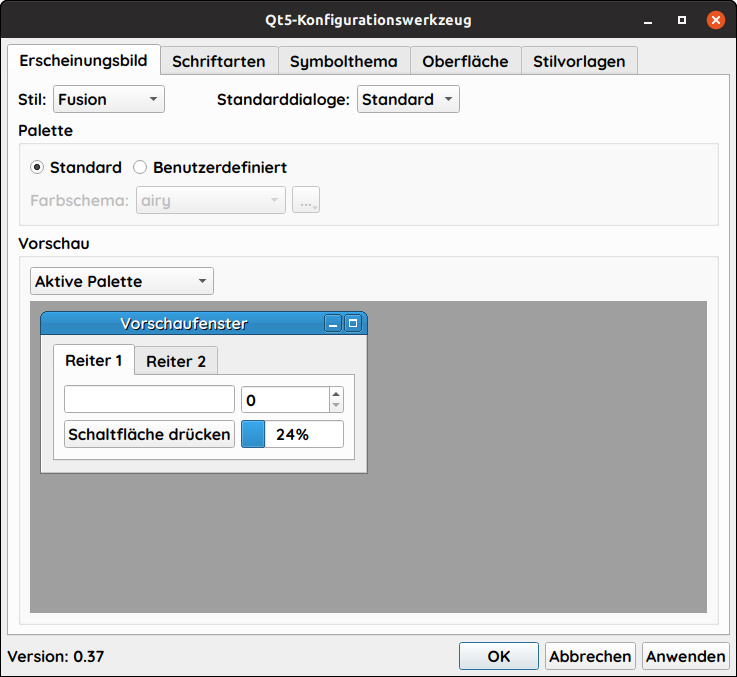 Qt5-Konfigurationswerkzeug
Erscheinungsbild Schriftarten Symbolthema Oberfläche Stilvorlagen
Stil: Fusion Standarddialoge: Standard
Palette
Standard Benutzerdefiniert
Farbschema: airy ...
Vorschau
Aktive Palette
Vorschaufenster
Reiter 1 Reiter 2
0
Schaltfläche drücken 24%
Version: 0.37 OK Abbrechen Anwenden